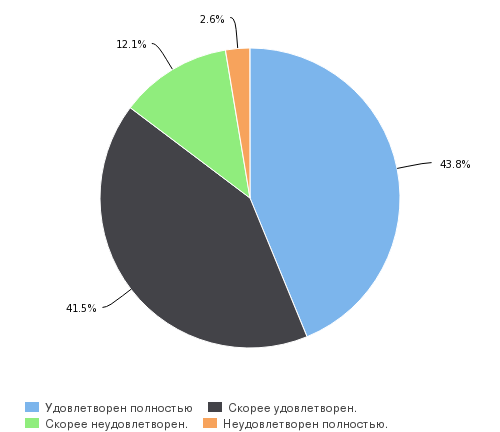 2.6%
12.1%
43.8%
41.5%
Удовлетворен полностью Скорее удовлетворен.
Скорее неудовлетворен. Неудовлетворен полностью.